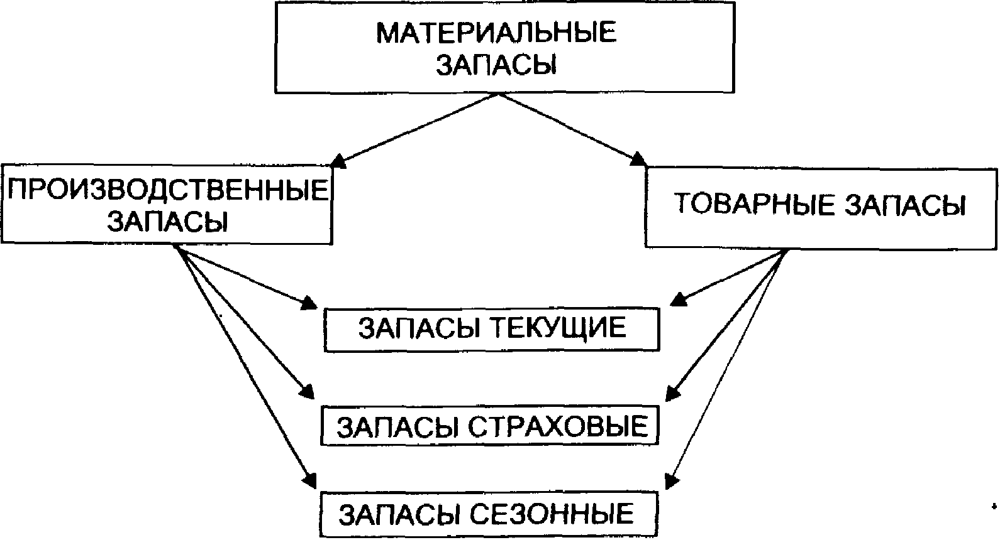 МАТЕРИАЛЬНЫЕ
ЗАПАСЫ
ПРОИЗВОДСТВЕННЫЕ
ЗАПАСЫ
ТОВАРНЫЕ ЗАПАСЫ
ЗАПАСЫ ТЕКУЩИЕ
ЗАПАСЫ СТРАХОВЫЕ
ЗАПАСЫ СЕЗОННЫЕ